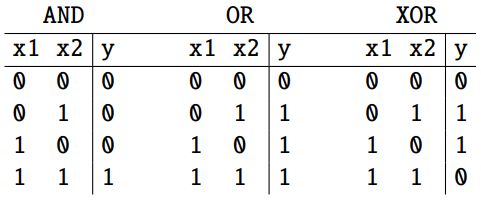 AND OR XOR
x1 x2 y x1 x2 y x1 x2 y
0 0 0 0 0 0 0 0 0
0 1 0 0 1 1 0 1 1
1 0 0 1 0 1 1 0 1
1 1 1 1 1 1 1 1 0